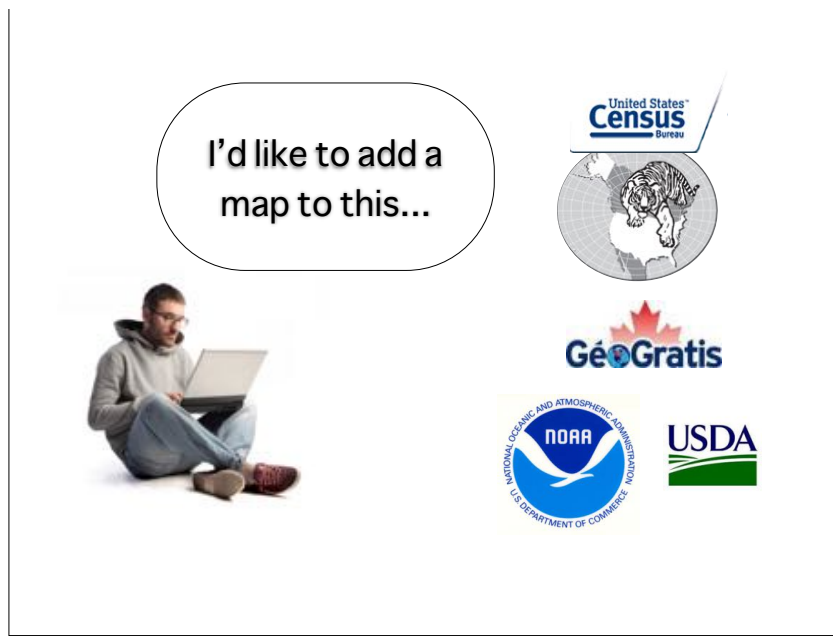 I'd like to add a
map to this...
United States™
Census
Bureau
GéoGratis
NATIONAL OCEANIC AND ATMOSPHERIC ADMINISTRATION
NOAA
U.S. DEPARTMENT OF COMMERCE
USDA